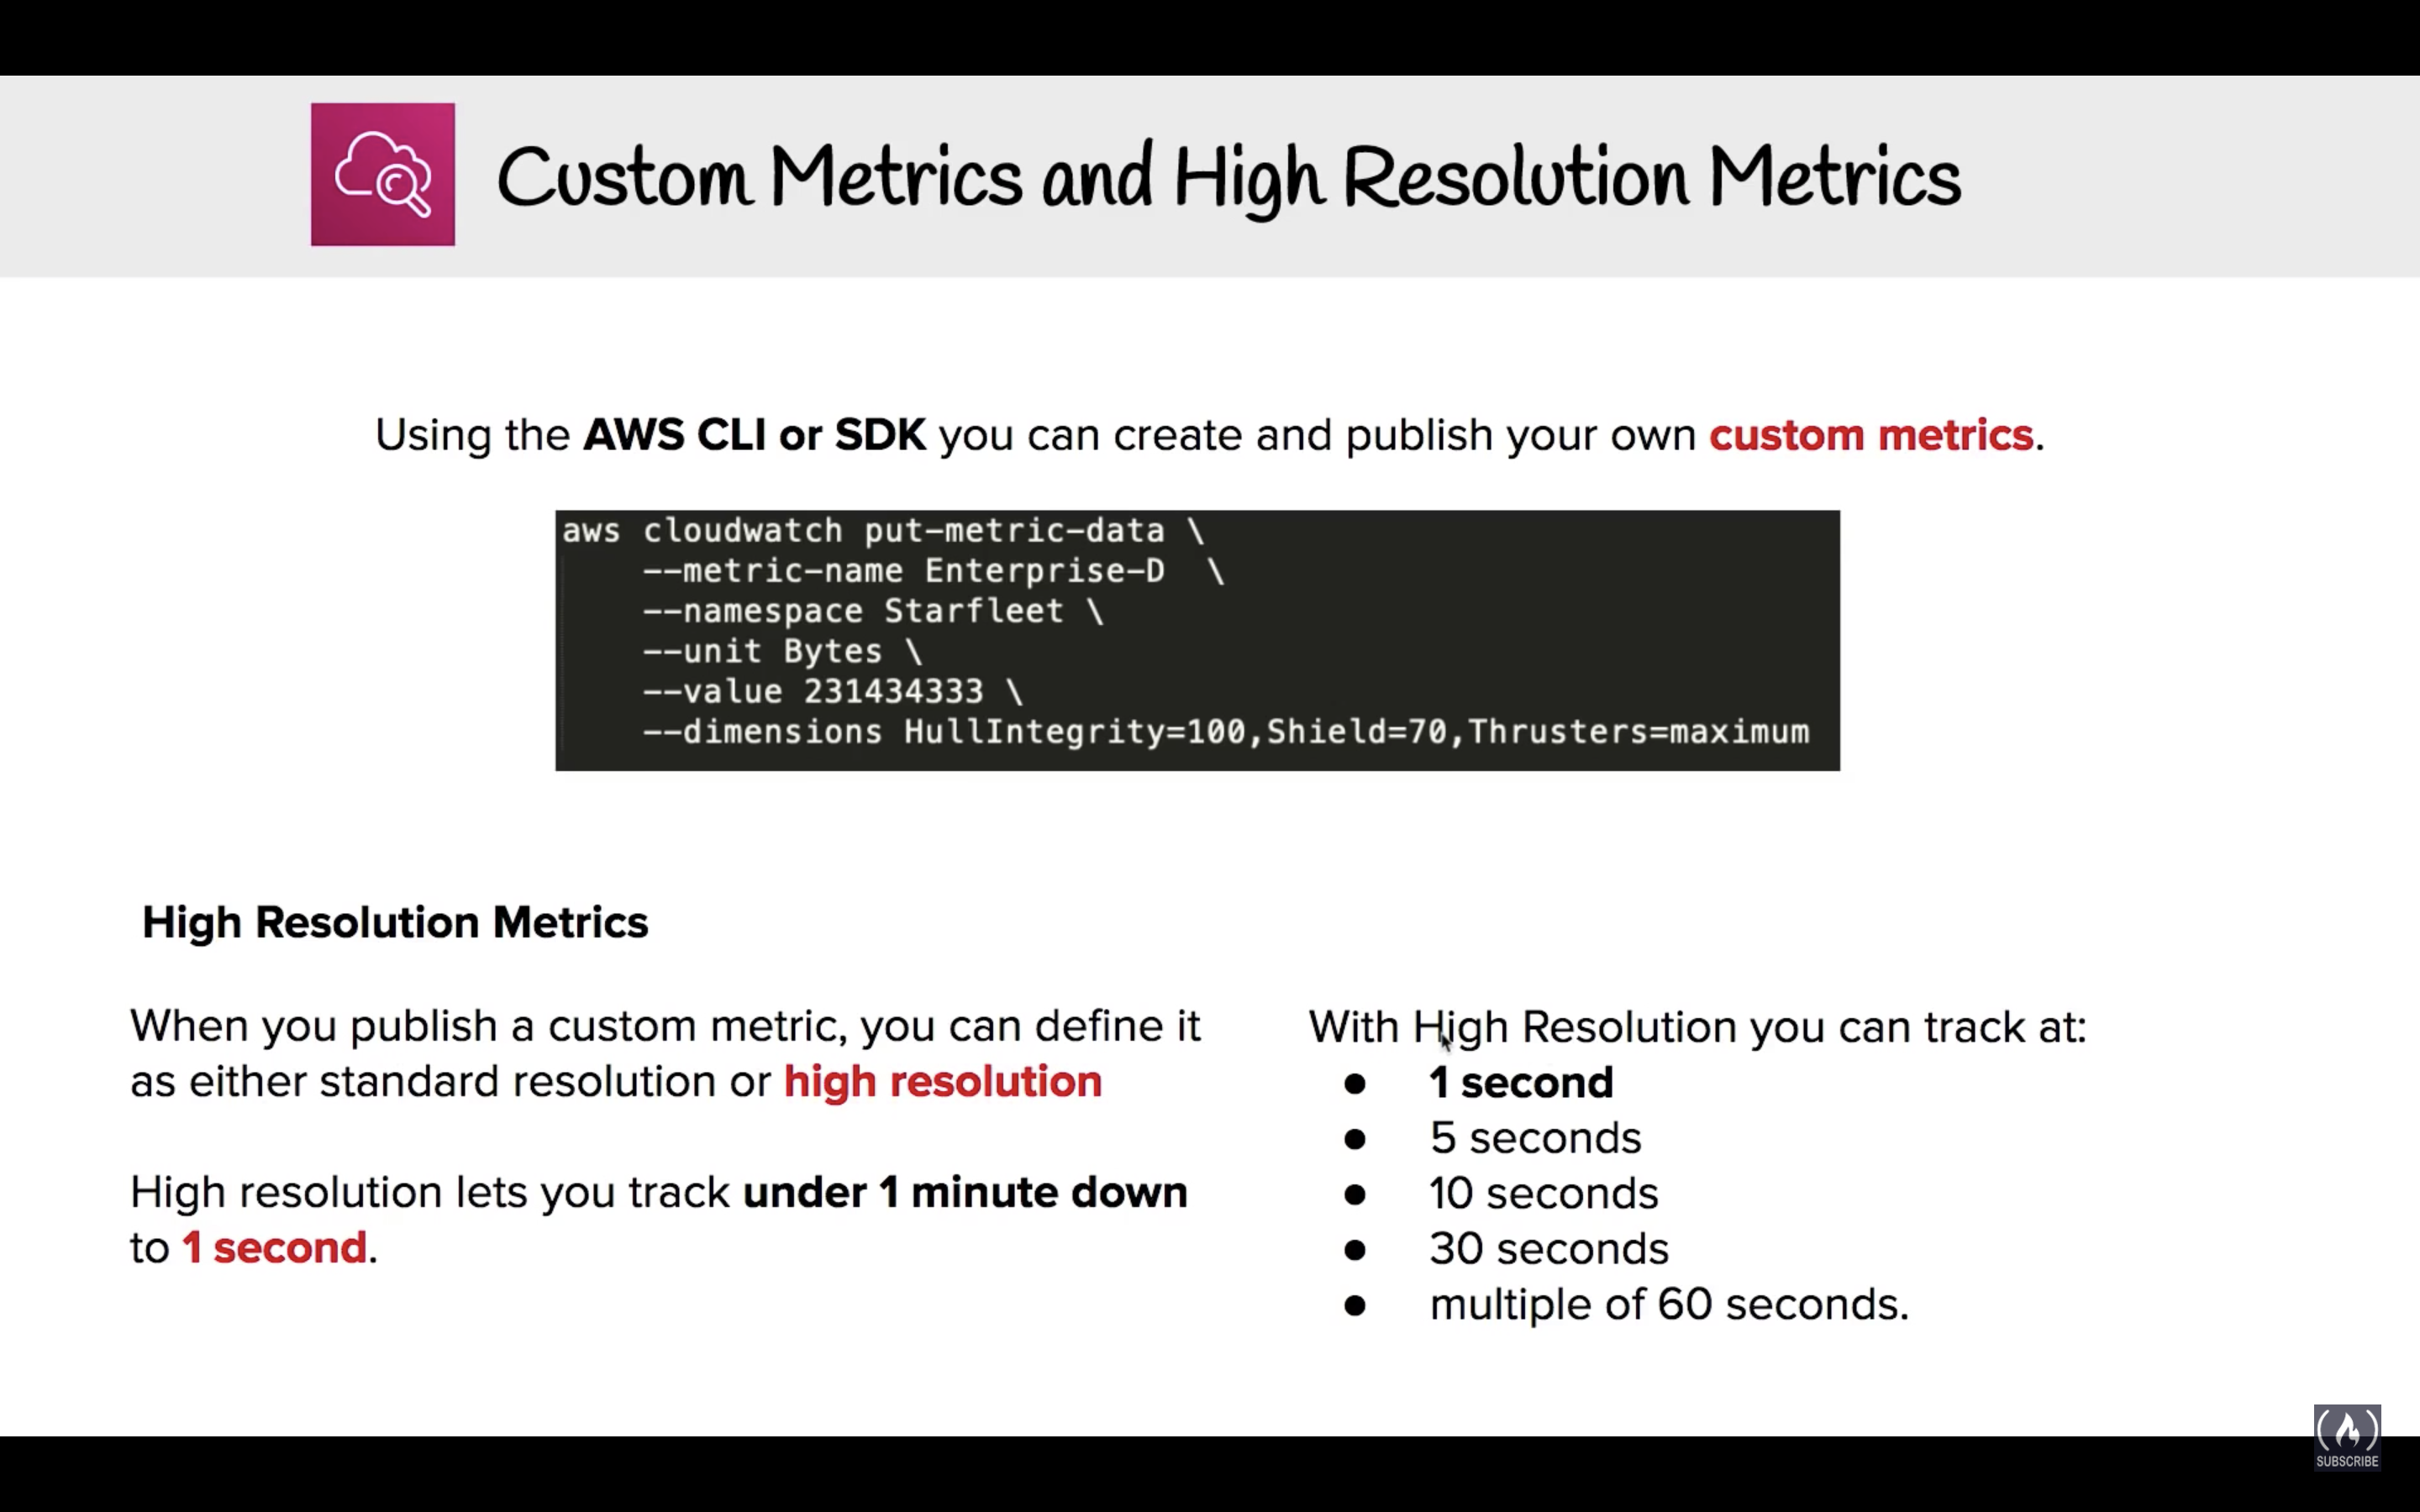 Custom Metrics and High Resolution Metrics
Using the AWS CLI or SDK you can create and publish your own custom metrics.
aws cloudwatch put-metric-data \
--metric-name Enterprise-D \
--namespace Starfleet \
--unit Bytes \
--value 231434333 \
--dimensions HullIntegrity=100,Shield=70,Thrusters=maximum
High Resolution Metrics
When you publish a custom metric, you can define it
as either standard resolution or high resolution
High resolution lets you track under 1 minute down
to 1 second.
With High Resolution you can track at:
● 1 second
● 5 seconds
● 10 seconds
● 30 seconds
● multiple of 60 seconds.
SUBSCRIBE